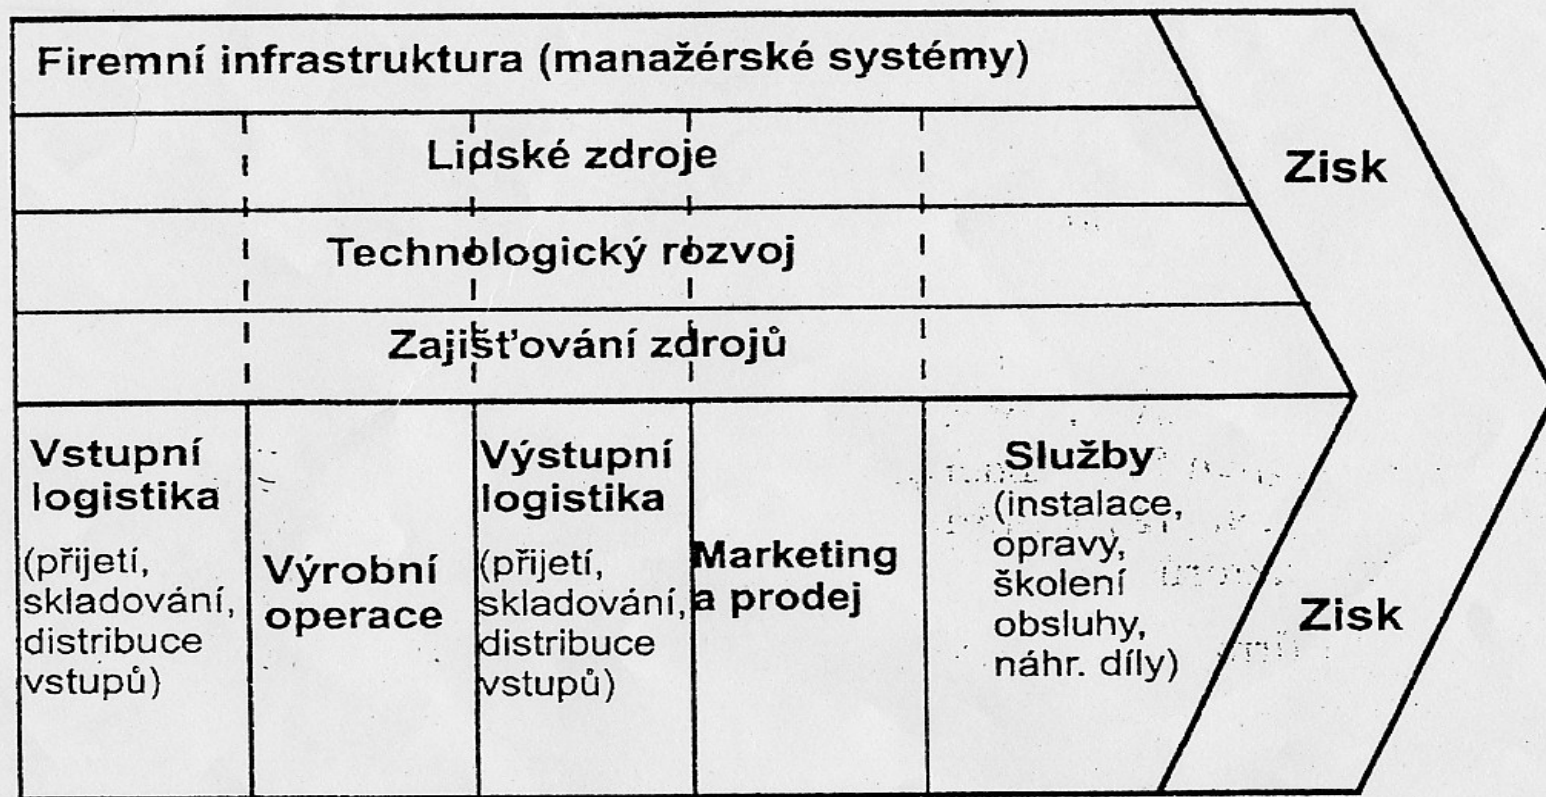 Firemní infrastruktura (manažérské systémy)
Lidské zdroje
Zisk
Technologický rozvoj
Zajišťování zdrojů
Vstupní
logistika
(přijetí,
skladování,
distribuce
vstupů)
Výrobní
operace
Výstupní
logistika
(přijetí,
skladování,
distribuce
vstupů)
Marketing
a prodej
Služby
(instalace,
opravy,
školení
obsluhy,
náhr. díly)
Zisk